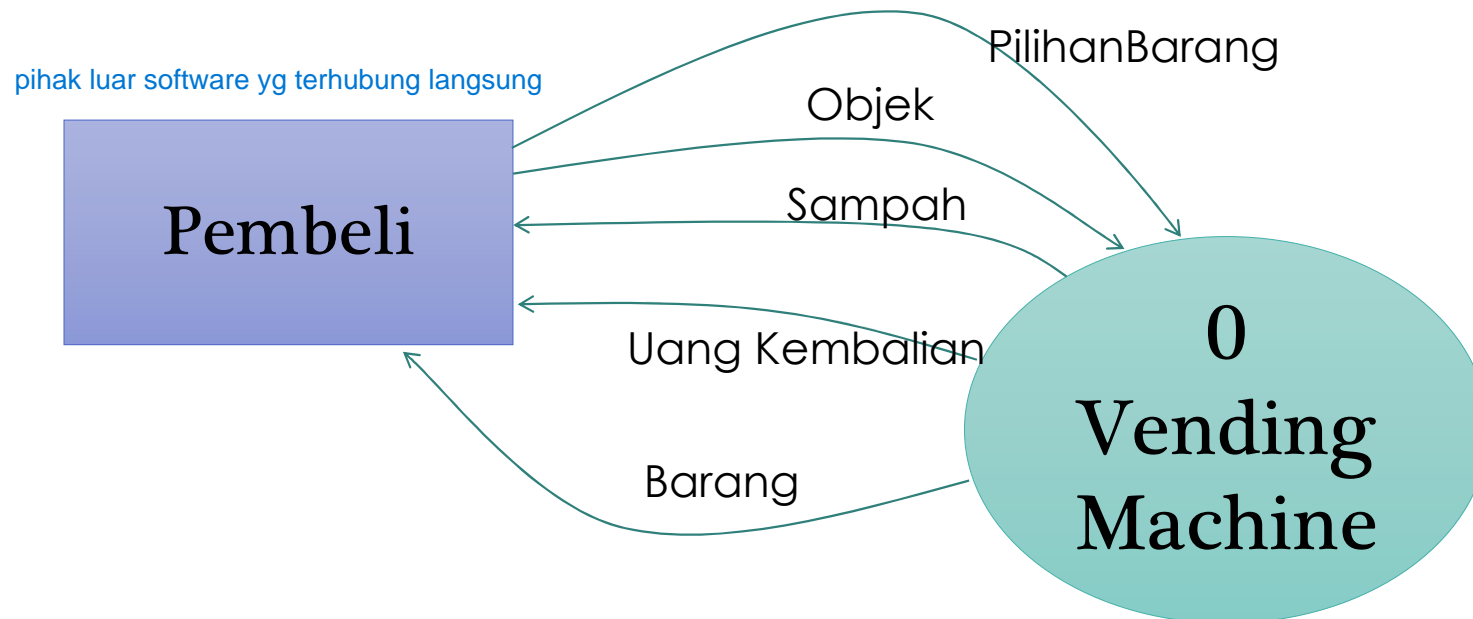 PilihanBarang
pihak luar software yg terhubung langsung
Objek
Sampah
Pembeli
Uang Kembalian
0
Vending
Machine
Barang